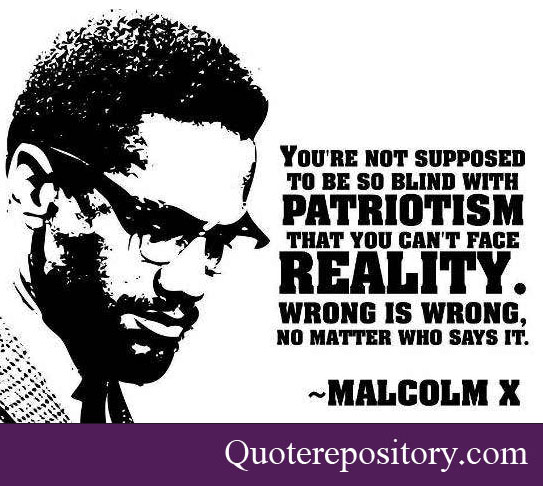 YOU'RE NOT SUPPOSED
TO BE SO BLIND WITH
PATRIOTISM
THAT YOU CAN'T FACE
REALITY.
WRONG IS WRONG,
NO MATTER WHO SAYS IT.
~MALCOLM X
Quoterepository.com